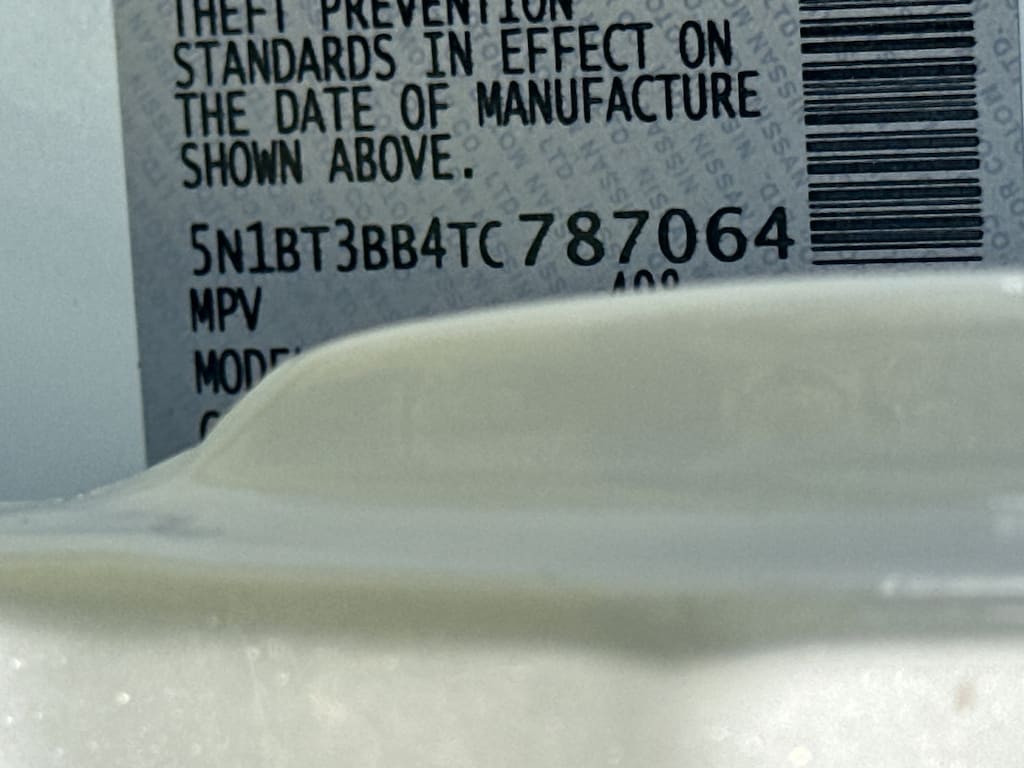 THEFT PREVENTION
STANDARDS IN EFFECT ON
THE DATE OF MANUFACTURE
SHOWN ABOVE.
5N1BT3BB4TC787064
MPV